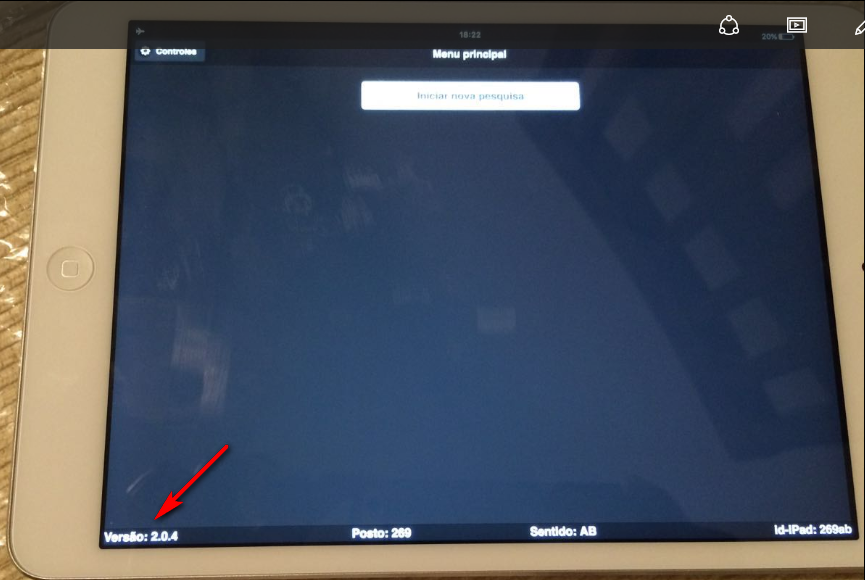 18:22
20%
Controles
Menu principal
Iniciar nova pesquisa
Versão: 2.0.4
Posto: 269
Sentido: AB
id-iPad: 269ab